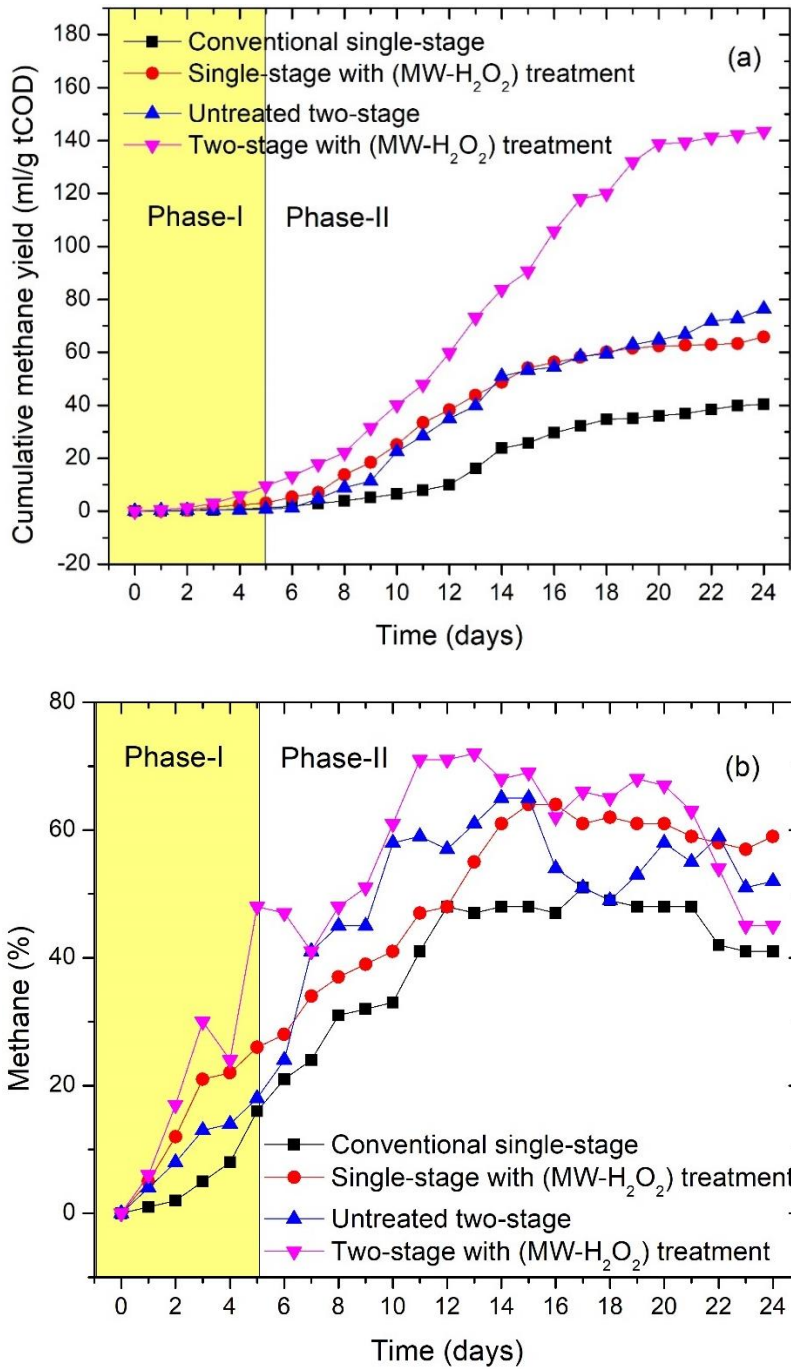 180
160
140
120
100
80
60
40
20
0
-20
Cumulative methane yield (ml/g tCOD)
Conventional single-stage
Single-stage with (MW-H₂O₂) treatment
Untreated two-stage
Two-stage with (MW-H₂O₂) treatment
(a)
Phase-I
Phase-II
0 2 4 6 8 10 12 14 16 18 20 22 24
Time (days)
80
60
40
20
0
Methane (%)
Phase-I
Phase-II
(b)
Conventional single-stage
Single-stage with (MW-H₂O₂) treatment
Untreated two-stage
Two-stage with (MW-H₂O₂) treatment
0 2 4 6 8 10 12 14 16 18 20 22 24
Time (days)